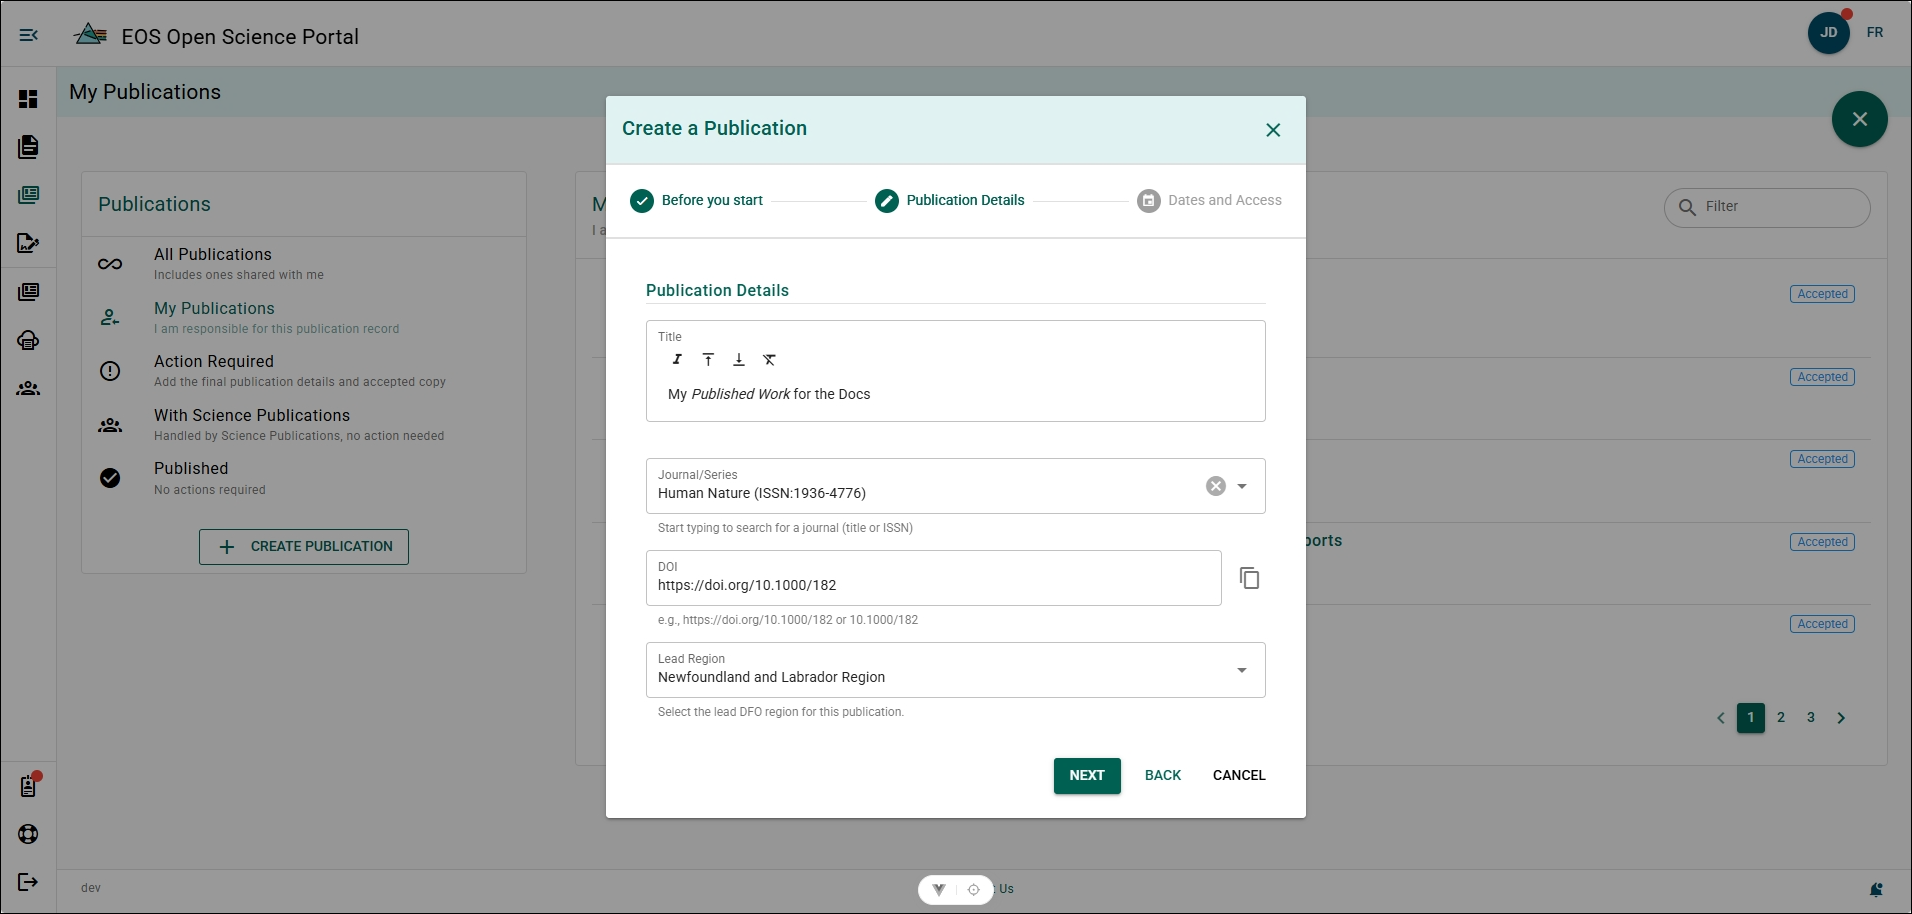 EOS Open Science Portal
JD
FR
My Publications
Publications
All Publications
Includes ones shared with me
My Publications
I am responsible for this publication record
Action Required
Add the final publication details and accepted copy
With Science Publications
Handled by Science Publications, no action needed
Published
No actions required
CREATE PUBLICATION
M
I a
Filter
Accepted
Accepted
Accepted
ports
Accepted
Accepted
1
2
3
Create a Publication
Before you start
Publication Details
Dates and Access
Publication Details
Title
My Published Work for the Docs
Journal/Series
Human Nature (ISSN:1936-4776)
Start typing to search for a journal (title or ISSN)
DOI
https://doi.org/10.1000/182
e.g., https://doi.org/10.1000/182 or 10.1000/182
Lead Region
Newfoundland and Labrador Region
Select the lead DFO region for this publication.
NEXT
BACK
CANCEL
dev
Us